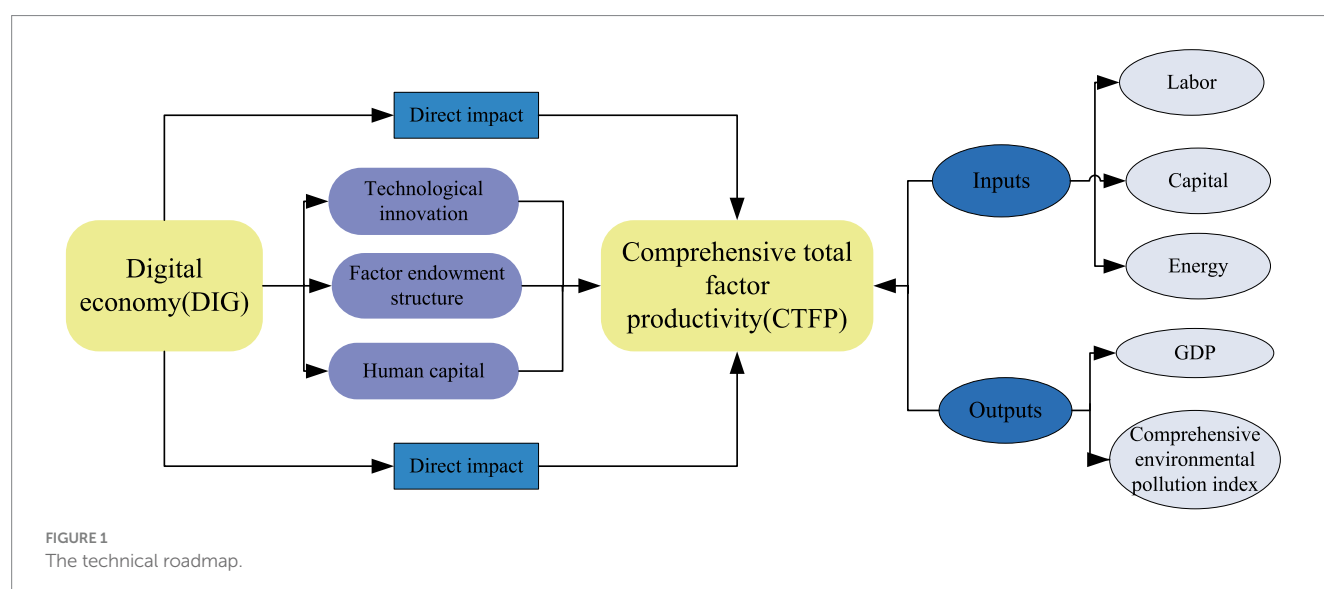 Direct impact
Technological
innovation
Digital
economy(DIG)
Factor endowment
structure
Human capital
Direct impact
Comprehensive total
factor
productivity(CTFP)
Inputs
Labor
Capital
Energy
Outputs
GDP
Comprehensive
environmental
pollution index
FIGURE 1
The technical roadmap.